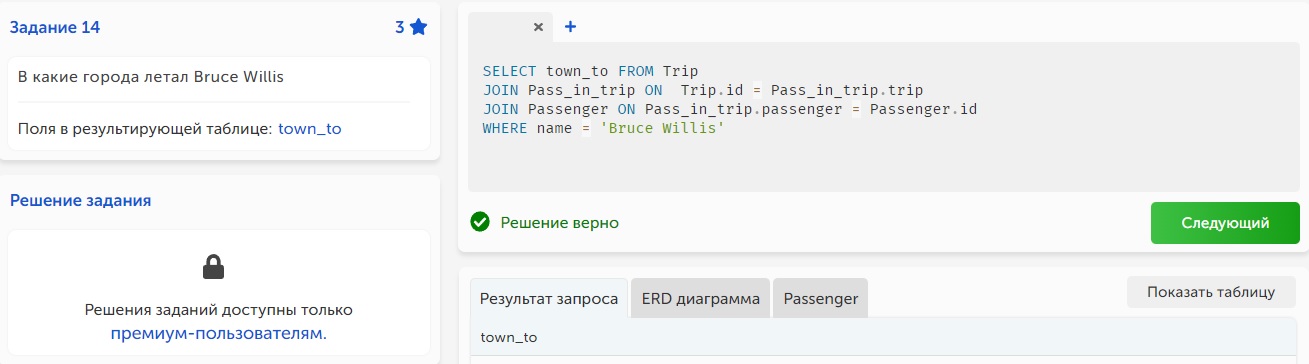 Задание 14
3
В какие города летал Bruce Willis
Поля в результирующей таблице: town_to
Решение задания
Решения заданий доступны только
премиум-пользователям.
× +
SELECT town_to FROM Trip
JOIN Pass_in_trip ON  Trip.id = Pass_in_trip.trip
JOIN Passenger ON Pass_in_trip.passenger = Passenger.id
WHERE name = 'Bruce Willis'
Решение верно
Следующий
Результат запроса ERD диаграмма Passenger
Показать таблицу
town_to